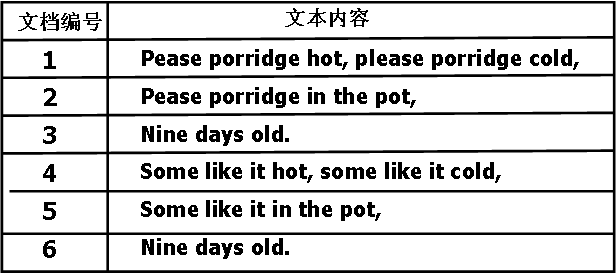 文档编号 文本内容
1 Pease porridge hot, please porridge cold,
2 Pease porridge in the pot,
3 Nine days old.
4 Some like it hot, some like it cold,
5 Some like it in the pot,
6 Nine days old.